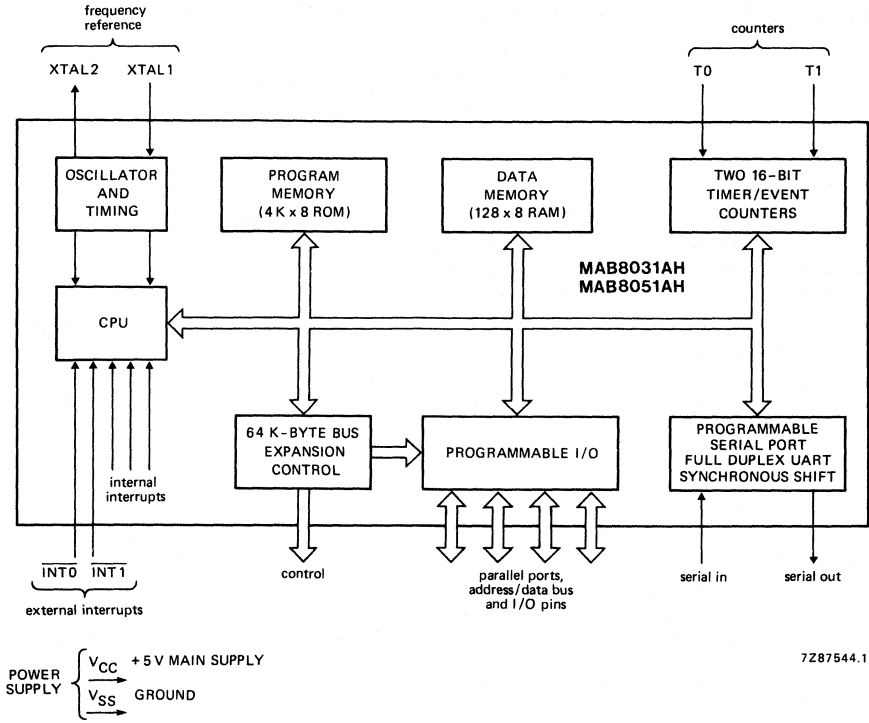 frequency
reference
counters
XTAL2 XTAL1
T0 T1
OSCILLATOR
AND
TIMING
PROGRAM
MEMORY
(4K x 8 ROM)
DATA
MEMORY
(128 x 8 RAM)
TWO 16-BIT
TIMER/EVENT
COUNTERS
MAB8031AH
MAB8051AH
CPU
64 K-BYTE BUS
EXPANSION
CONTROL
PROGRAMMABLE I/O
PROGRAMMABLE
SERIAL PORT
FULL DUPLEX UART
SYNCHRONOUS SHIFT
internal
interrupts
INT0 INT1
external interrupts
control
parallel ports,
address/data bus
and I/O pins
serial in
serial out
POWER
SUPPLY
VCC +5V MAIN SUPPLY
VSS GROUND
7Z87544.1